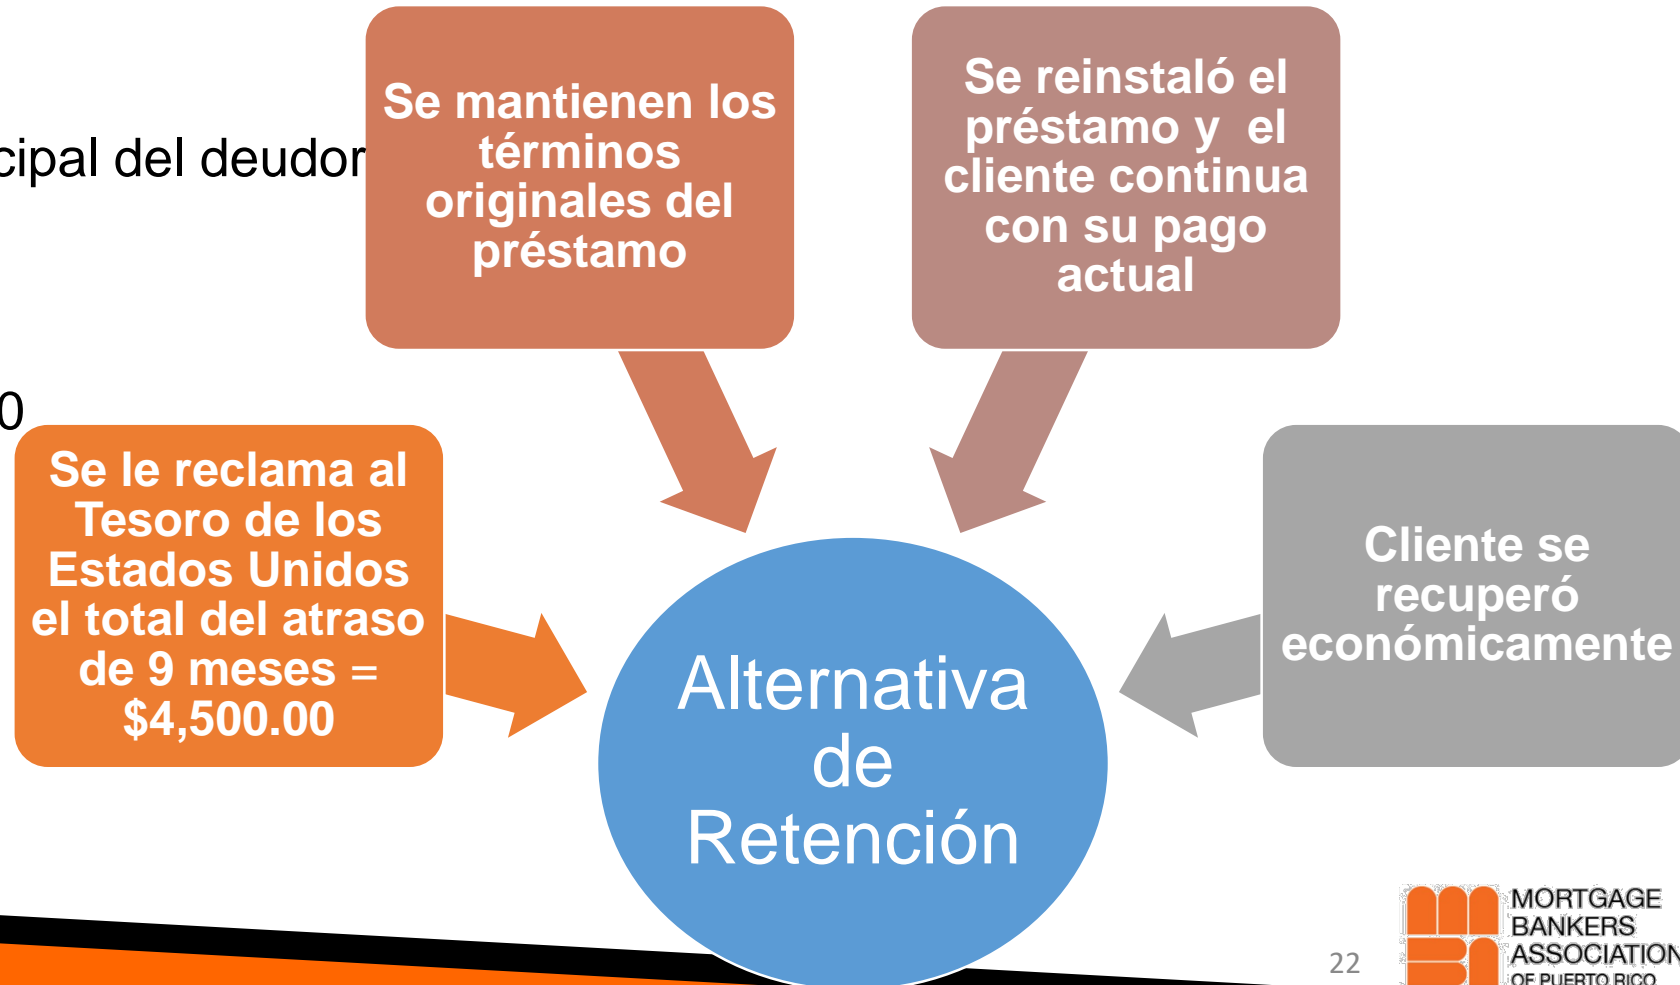 Se mantienen los
términos
originales del
préstamo
Se reinstaló el
préstamo y el
cliente continua
con su pago
actual
cipal del deudor
0
Se le reclama al
Tesoro de los
Estados Unidos
el total del atraso
de 9 meses =
$4,500.00
Cliente se
recuperó
económicamente
Alternativa
de
Retención
22
MORTGAGE
BANKERS
ASSOCIATION
OF PUERTO RICO